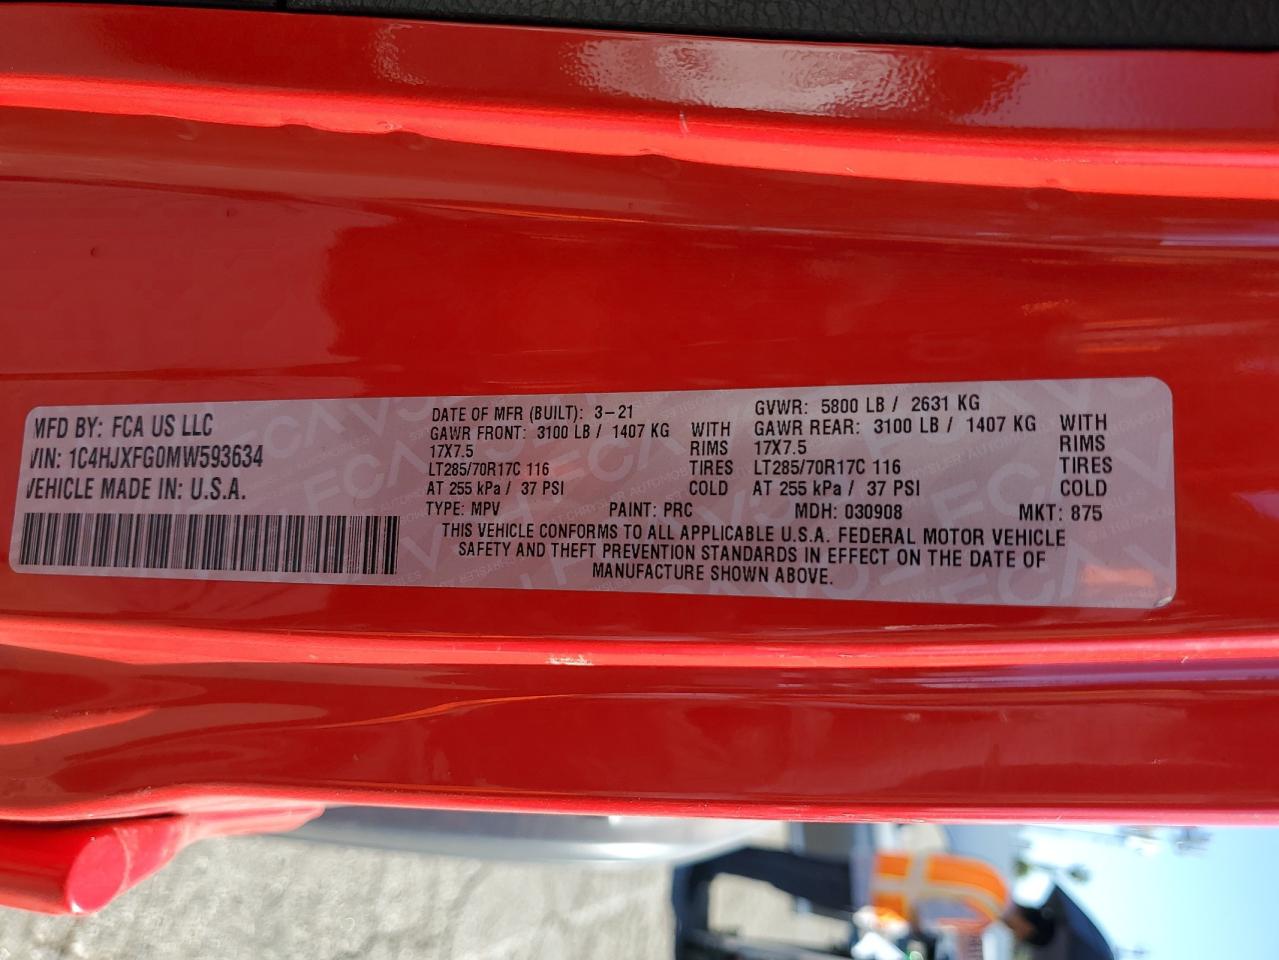 MFD BY: FCA US LLC
VIN: 1C4HJXFG0MW593634
VEHICLE MADE IN: U.S.A.
DATE OF MFR (BUILT): 3-21
GAWR FRONT: 3100 LB / 1407 KG WITH
17X7.5 RIMS
LT285/70R17C 116 TIRES
AT 255 kPa / 37 PSI COLD
GVWR: 5800 LB / 2631 KG
GAWR REAR: 3100 LB / 1407 KG WITH
17X7.5 RIMS
LT285/70R17C 116 TIRES
AT 255 kPa / 37 PSI COLD
TYPE: MPV PAINT: PRC MDH: 030908 MKT: 875
THIS VEHICLE CONFORMS TO ALL APPLICABLE U.S.A. FEDERAL MOTOR VEHICLE
SAFETY AND THEFT PREVENTION STANDARDS IN EFFECT ON THE DATE OF
MANUFACTURE SHOWN ABOVE.